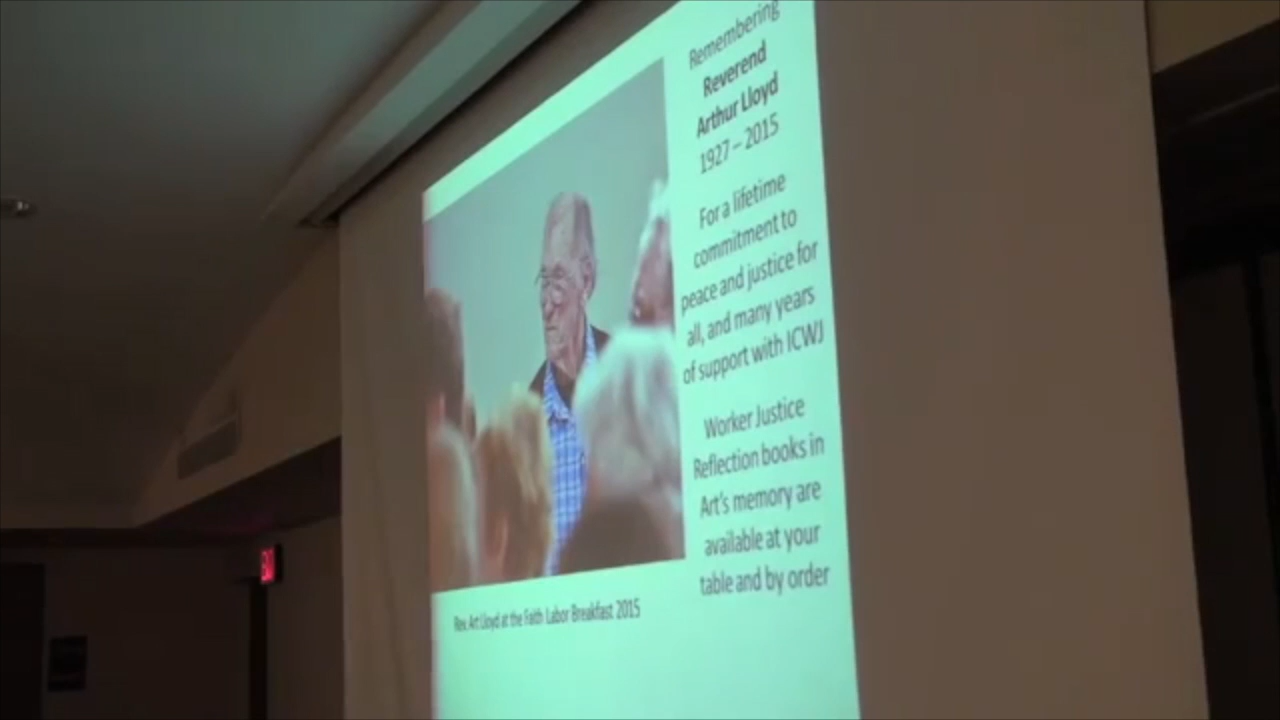 Remembering
Reverend
Arthur Lloyd
1927 – 2015
For a lifetime
commitment to
peace and justice for
all, and many years
of support with ICWJ
Worker Justice
Reflection books in
Art's memory are
available at your
table and by order
Rev. Art Lloyd at the Faith Labor Breakfast 2015